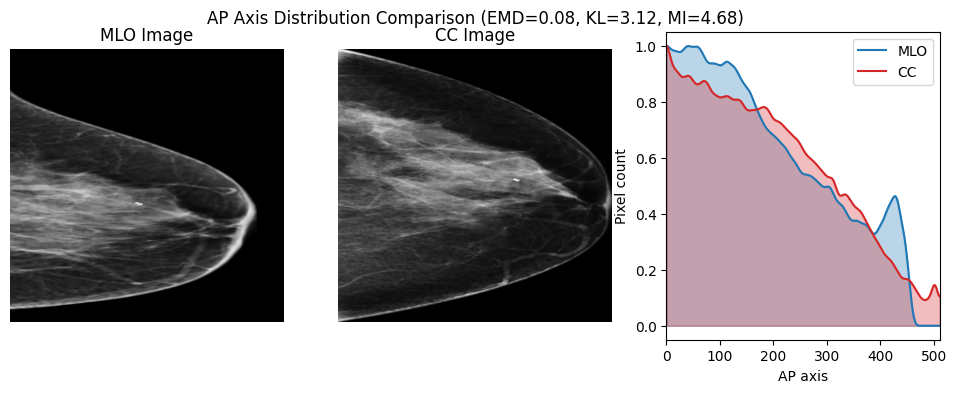 AP Axis Distribution Comparison (EMD=0.08, KL=3.12, MI=4.68)
MLO Image
CC Image
MLO
CC
Pixel count
1.0
0.8
0.6
0.4
0.2
0.0
0 100 200 300 400 500
AP axis